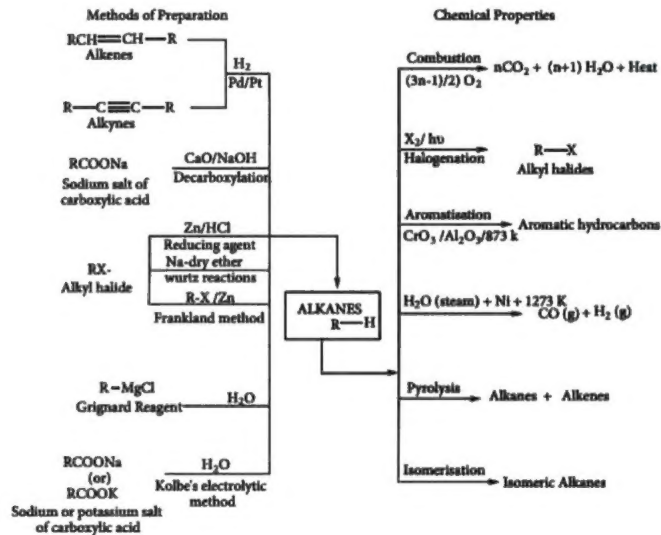 Methods of Preparation
RCH=CH-R
Alkenes
R-C≡C-R
Alkynes
H₂
Pd/Pt
RCOONa
Sodium salt of
carboxylic acid
CaO/NaOH
Decarboxylation
RX-
Alkyl halide
Zn/HCl
Reducing agent
Na-dry ether
wurtz reactions
R-X /Zn
Frankland method
R-MgCl
Grignard Reagent
H₂O
RCOONa
(or)
RCOOK
Sodium or potassium salt
of carboxylic acid
H₂O
Kolbe's electrolytic
method
ALKANES
R-H
Chemical Properties
Combustion
(3n-1)/2) O₂
nCO₂ + (n+1) H₂O + Heat
X₂/ hυ
Halogenation
R-X
Alkyl halides
Aromatisation
CrO₃ /Al₂O₃/873 k
Aromatic hydrocarbons
H₂O (steam) + Ni + 1273 K
CO (g) + H₂ (g)
Pyrolysis
Alkanes + Alkenes
Isomerisation
Isomeric Alkanes